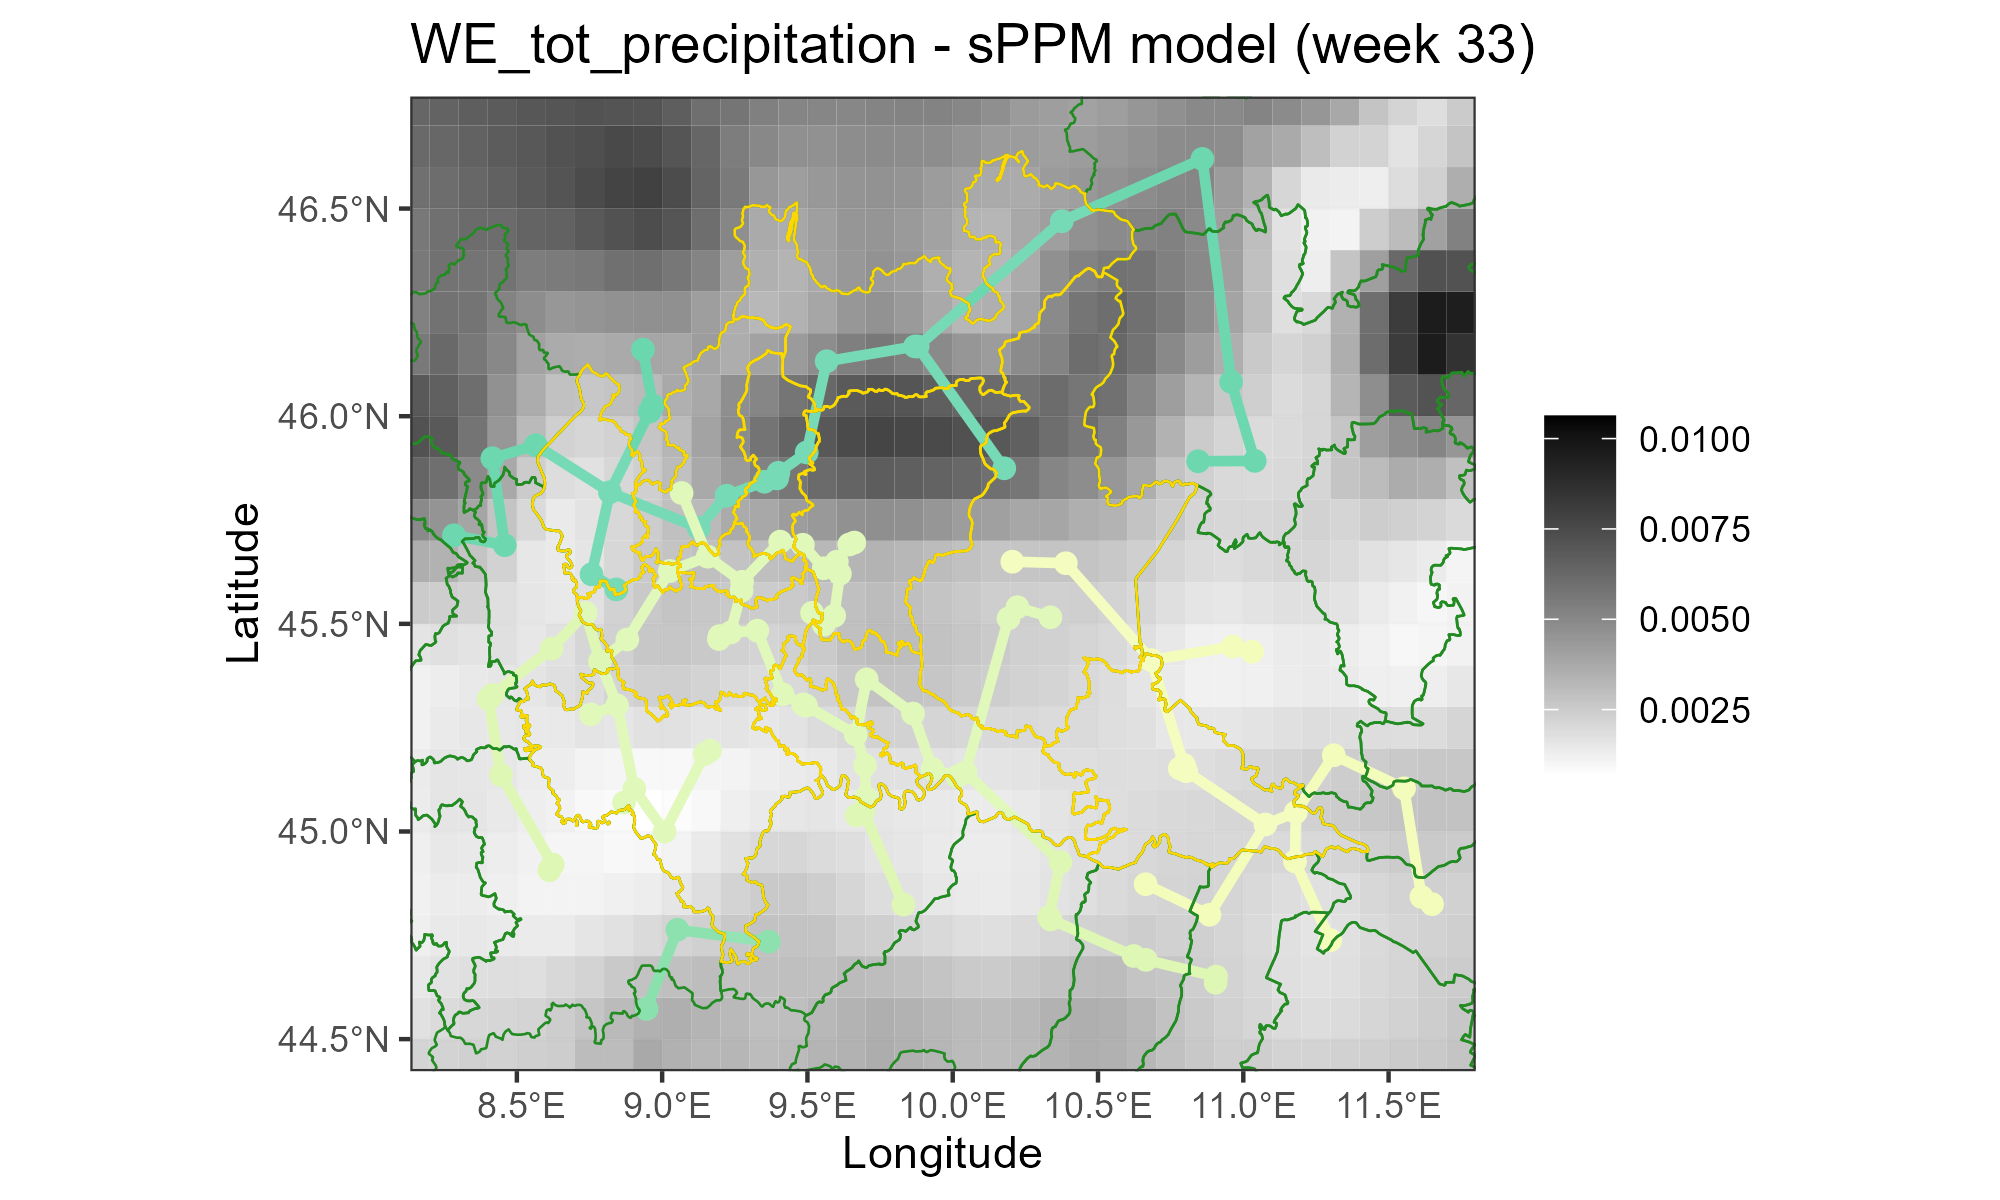 WE_tot_precipitation - sPPM model (week 33)
46.5°N
46.0°N
45.5°N
45.0°N
44.5°N
Latitude
8.5°E
9.0°E
9.5°E
10.0°E
10.5°E
11.0°E
11.5°E
Longitude
0.0100
0.0075
0.0050
0.0025